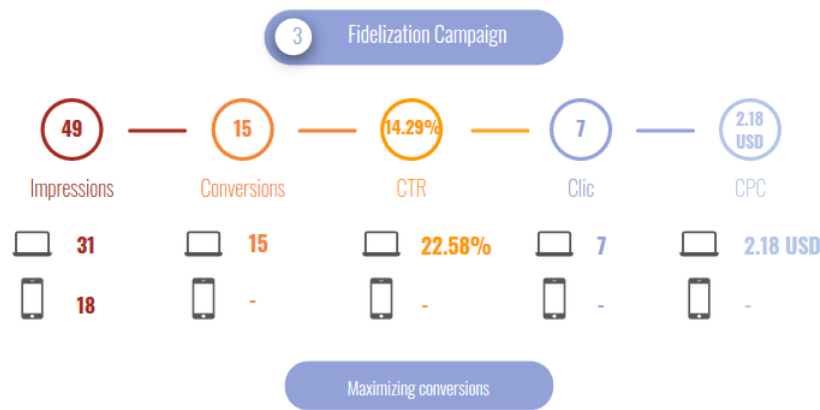 3 Fidelization Campaign
49 15 14.29% 7 2.18
USD
Impressions Conversions CTR Clic CPC
31 15 22.58% 7 2.18 USD
18 - - - -
Maximizing conversions